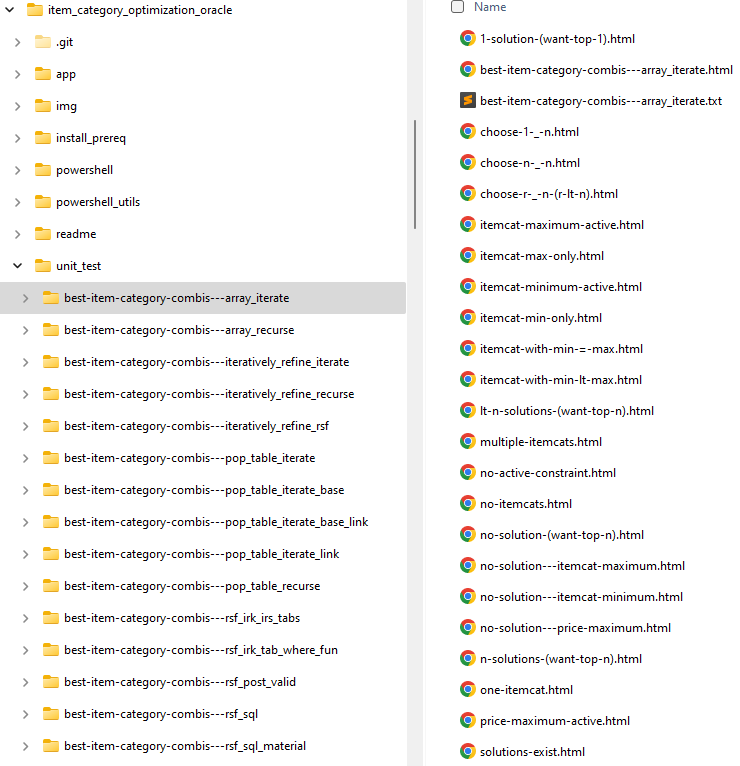 item_category_optimization_oracle
.git
app
img
install_prereq
powershell
powershell_utils
readme
unit_test
best-item-category-combis---array_iterate
best-item-category-combis---array_recurse
best-item-category-combis---iteratively_refine_iterate
best-item-category-combis---iteratively_refine_recurse
best-item-category-combis---iteratively_refine_rsf
best-item-category-combis---pop_table_iterate
best-item-category-combis---pop_table_iterate_base
best-item-category-combis---pop_table_iterate_base_link
best-item-category-combis---pop_table_iterate_link
best-item-category-combis---pop_table_recurse
best-item-category-combis---rsf_irk_irs_tabs
best-item-category-combis---rsf_irk_tab_where_fun
best-item-category-combis---rsf_post_valid
best-item-category-combis---rsf_sql
best-item-category-combis---rsf_sql_material
Name
1-solution-(want-top-1).html
best-item-category-combis---array_iterate.html
best-item-category-combis---array_iterate.txt
choose-1-_-n.html
choose-n-_-n.html
choose-r-_-n-(r-lt-n).html
itemcat-maximum-active.html
itemcat-max-only.html
itemcat-minimum-active.html
itemcat-min-only.html
itemcat-with-min-=-max.html
itemcat-with-min-lt-max.html
lt-n-solutions-(want-top-n).html
multiple-itemcats.html
no-active-constraint.html
no-itemcats.html
no-solution-(want-top-n).html
no-solution---itemcat-maximum.html
no-solution---itemcat-minimum.html
no-solution---price-maximum.html
n-solutions-(want-top-n).html
one-itemcat.html
price-maximum-active.html
solutions-exist.html